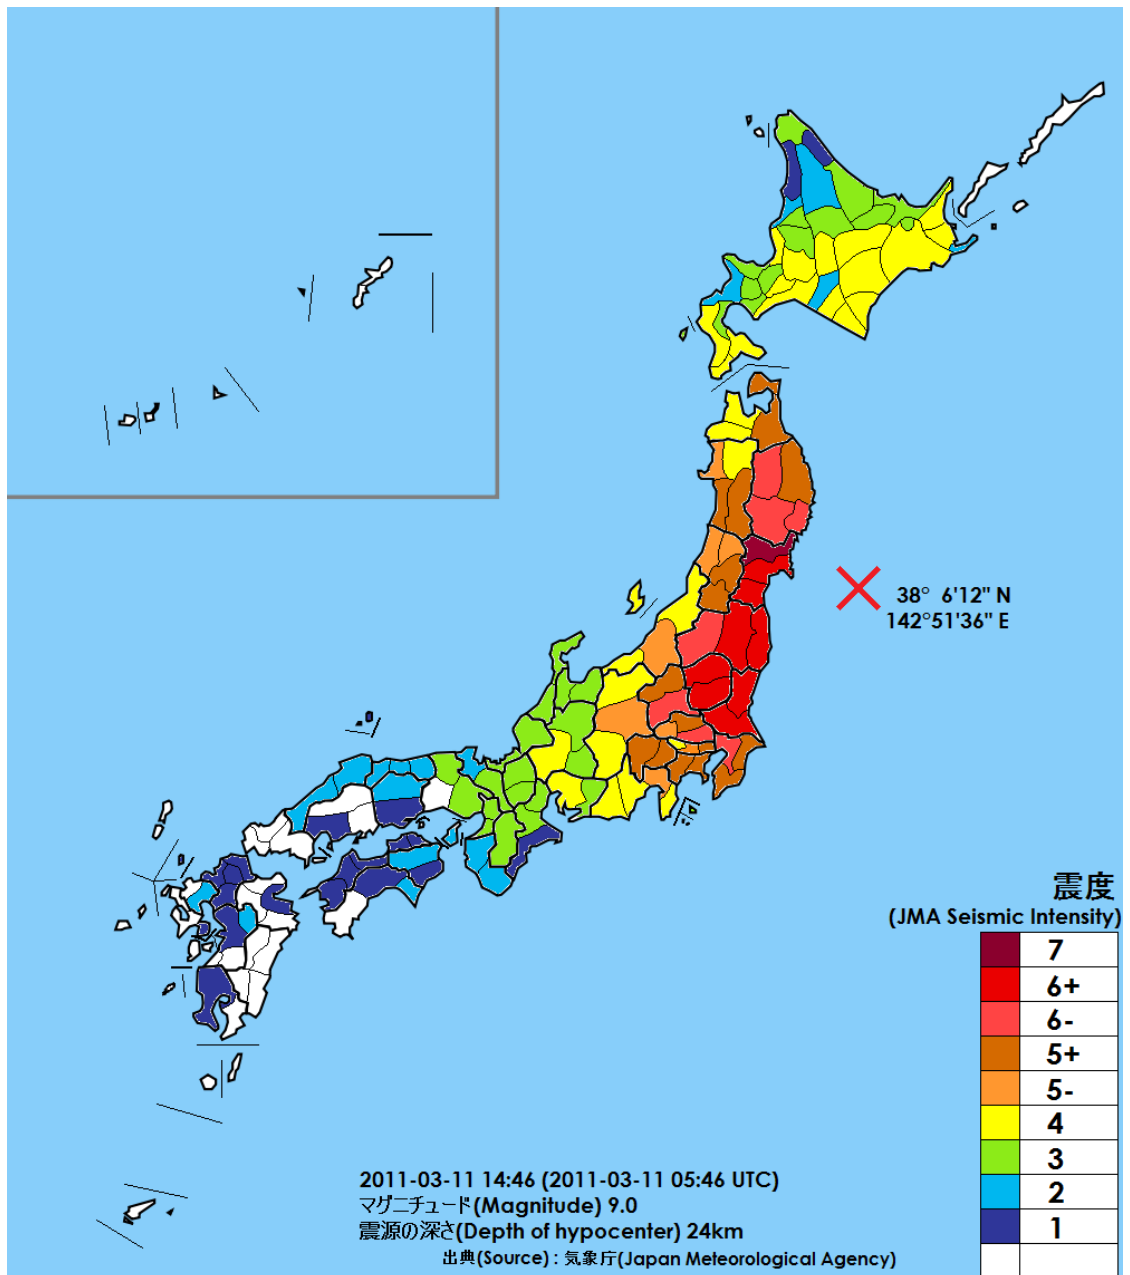 38° 6'12" N
142°51'36" E
震度
(JMA Seismic Intensity)
7
6+
6-
5+
5-
4
3
2
1
2011-03-11 14:46 (2011-03-11 05:46 UTC)
マグニチュード(Magnitude) 9.0
震源の深さ(Depth of hypocenter) 24km
出典(Source) : 気象庁(Japan Meteorological Agency)